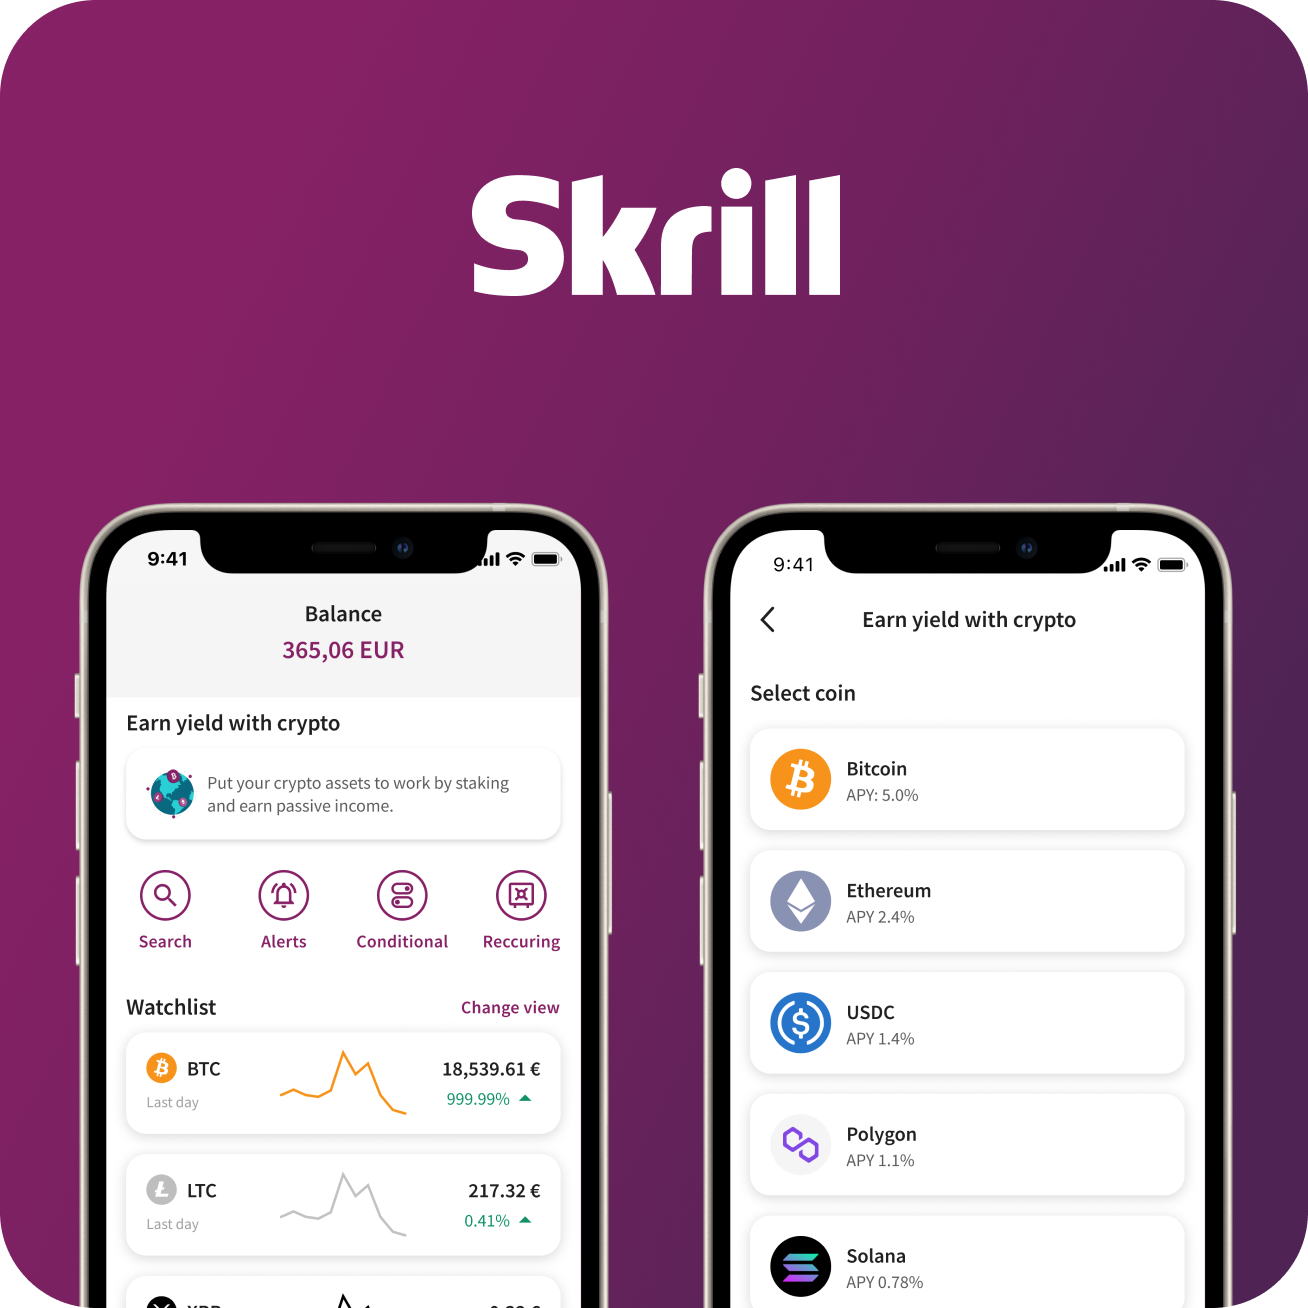 Skrill
9:41
Balance
365,06 EUR
Earn yield with crypto
Put your crypto assets to work by staking
and earn passive income.
Search
Alerts
Conditional
Reccuring
Watchlist
Change view
BTC
18,539.61 €
Last day
999.99%
LTC
217.32 €
Last day
0.41%
9:41
Earn yield with crypto
Select coin
Bitcoin
APY: 5.0%
Ethereum
APY 2.4%
USDC
APY 1.4%
Polygon
APY 1.1%
Solana
APY 0.78%